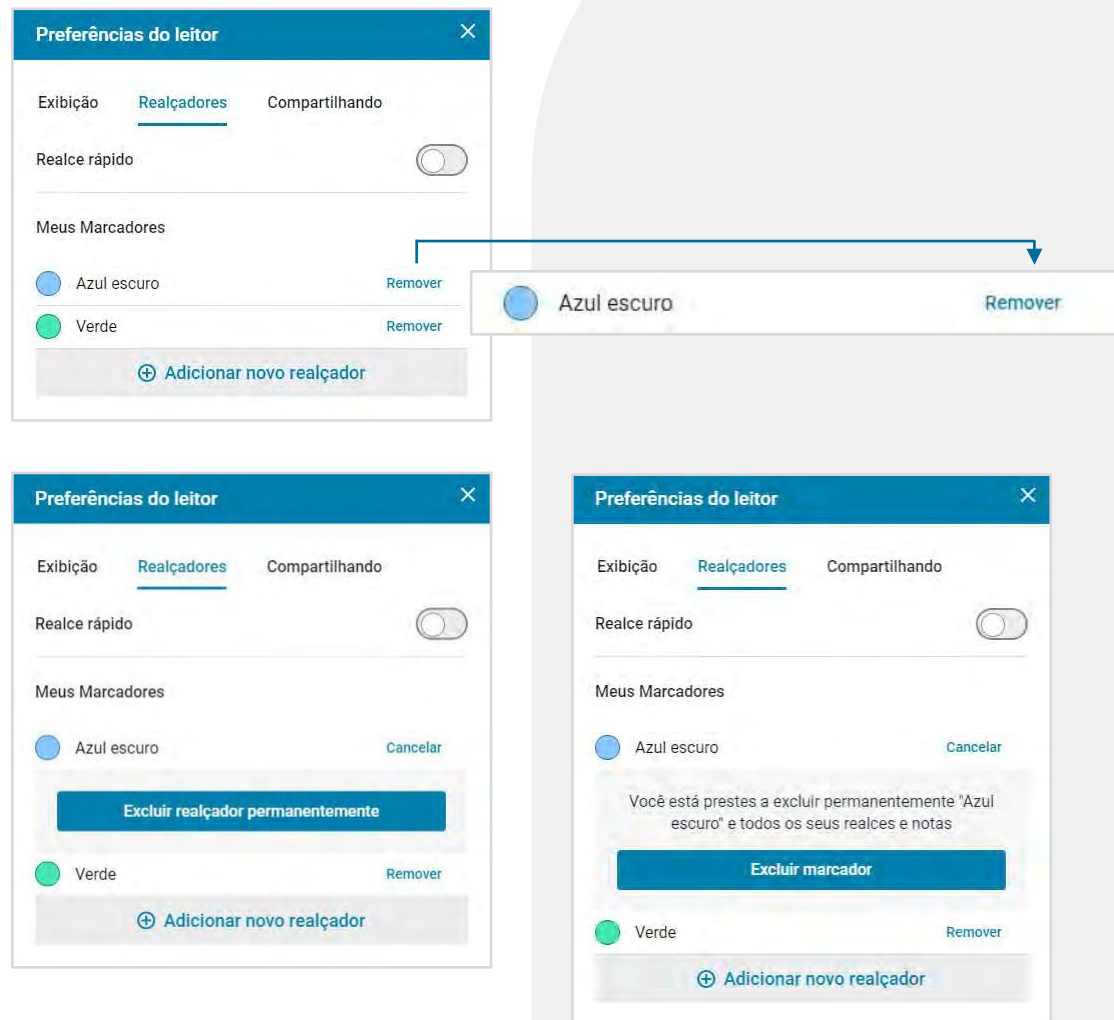 Preferências do leitor
Exibição Realçadores Compartilhando
Realce rápido
Meus Marcadores
Azul escuro Remover
Verde Remover
Adicionar novo realçador
Azul escuro Remover
Preferências do leitor
Exibição Realçadores Compartilhando
Realce rápido
Meus Marcadores
Azul escuro Cancelar
Excluir realçador permanentemente
Verde Remover
Adicionar novo realçador
Preferências do leitor
Exibição Realçadores Compartilhando
Realce rápido
Meus Marcadores
Azul escuro Cancelar
Você está prestes a excluir permanentemente "Azul
escuro" e todos os seus realces e notas
Excluir marcador
Verde Remover
Adicionar novo realçador